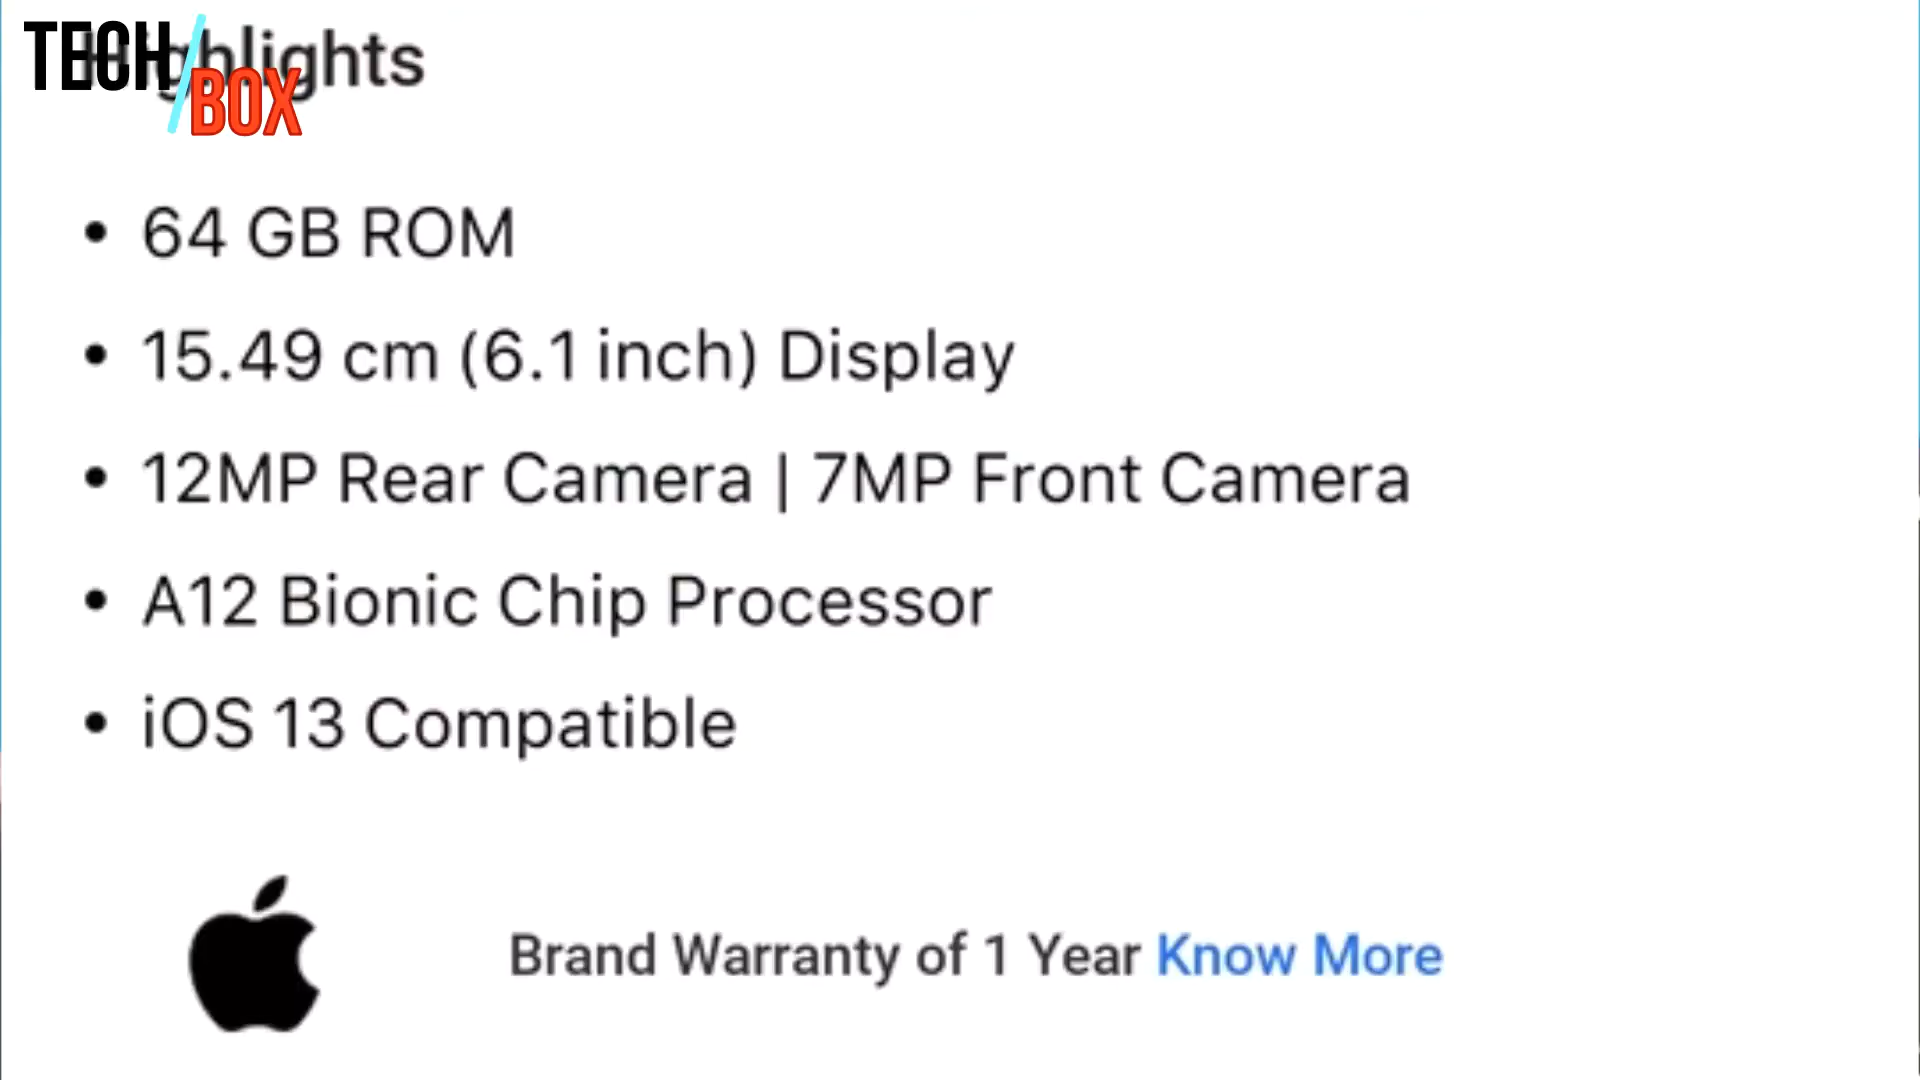 TECH
BOX
Highlights
• 64 GB ROM
• 15.49 cm (6.1 inch) Display
• 12MP Rear Camera | 7MP Front Camera
• A12 Bionic Chip Processor
• iOS 13 Compatible
Brand Warranty of 1 Year Know More